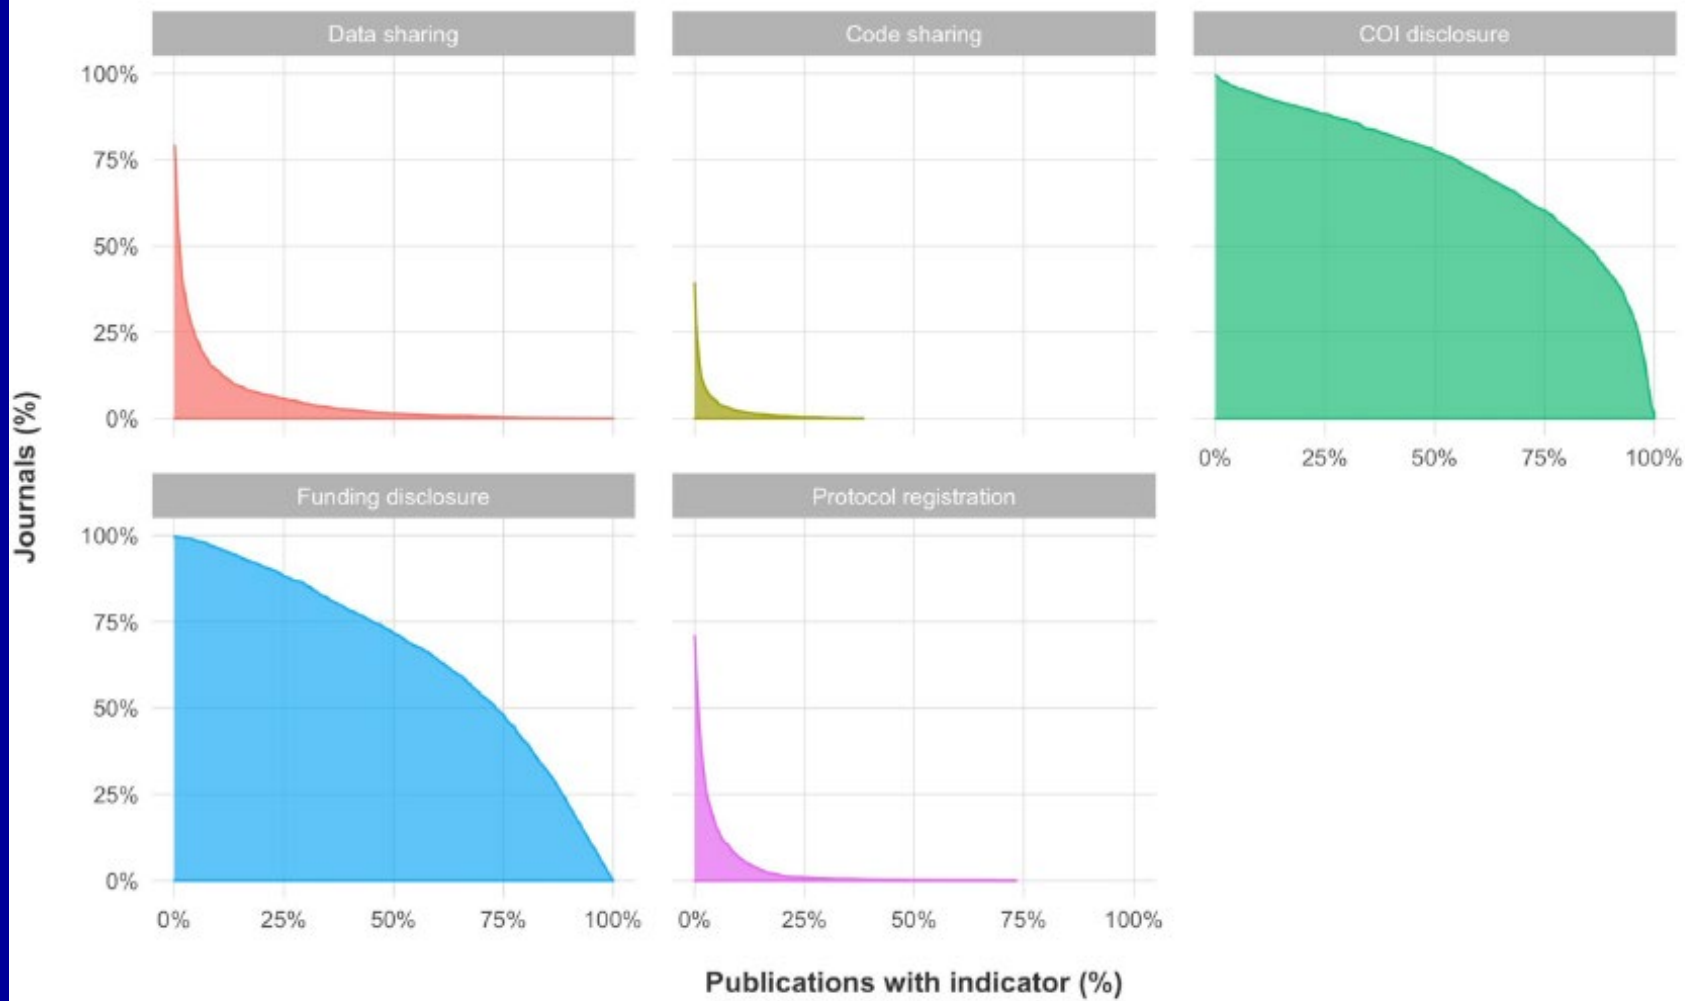 Data sharing
Code sharing
COI disclosure
100%
75%
50%
25%
0%
0% 25% 50% 75% 100%
Funding disclosure
Protocol registration
100%
75%
50%
25%
0%
0% 25% 50% 75% 100%
0% 25% 50% 75% 100%
Journals (%)
Publications with indicator (%)